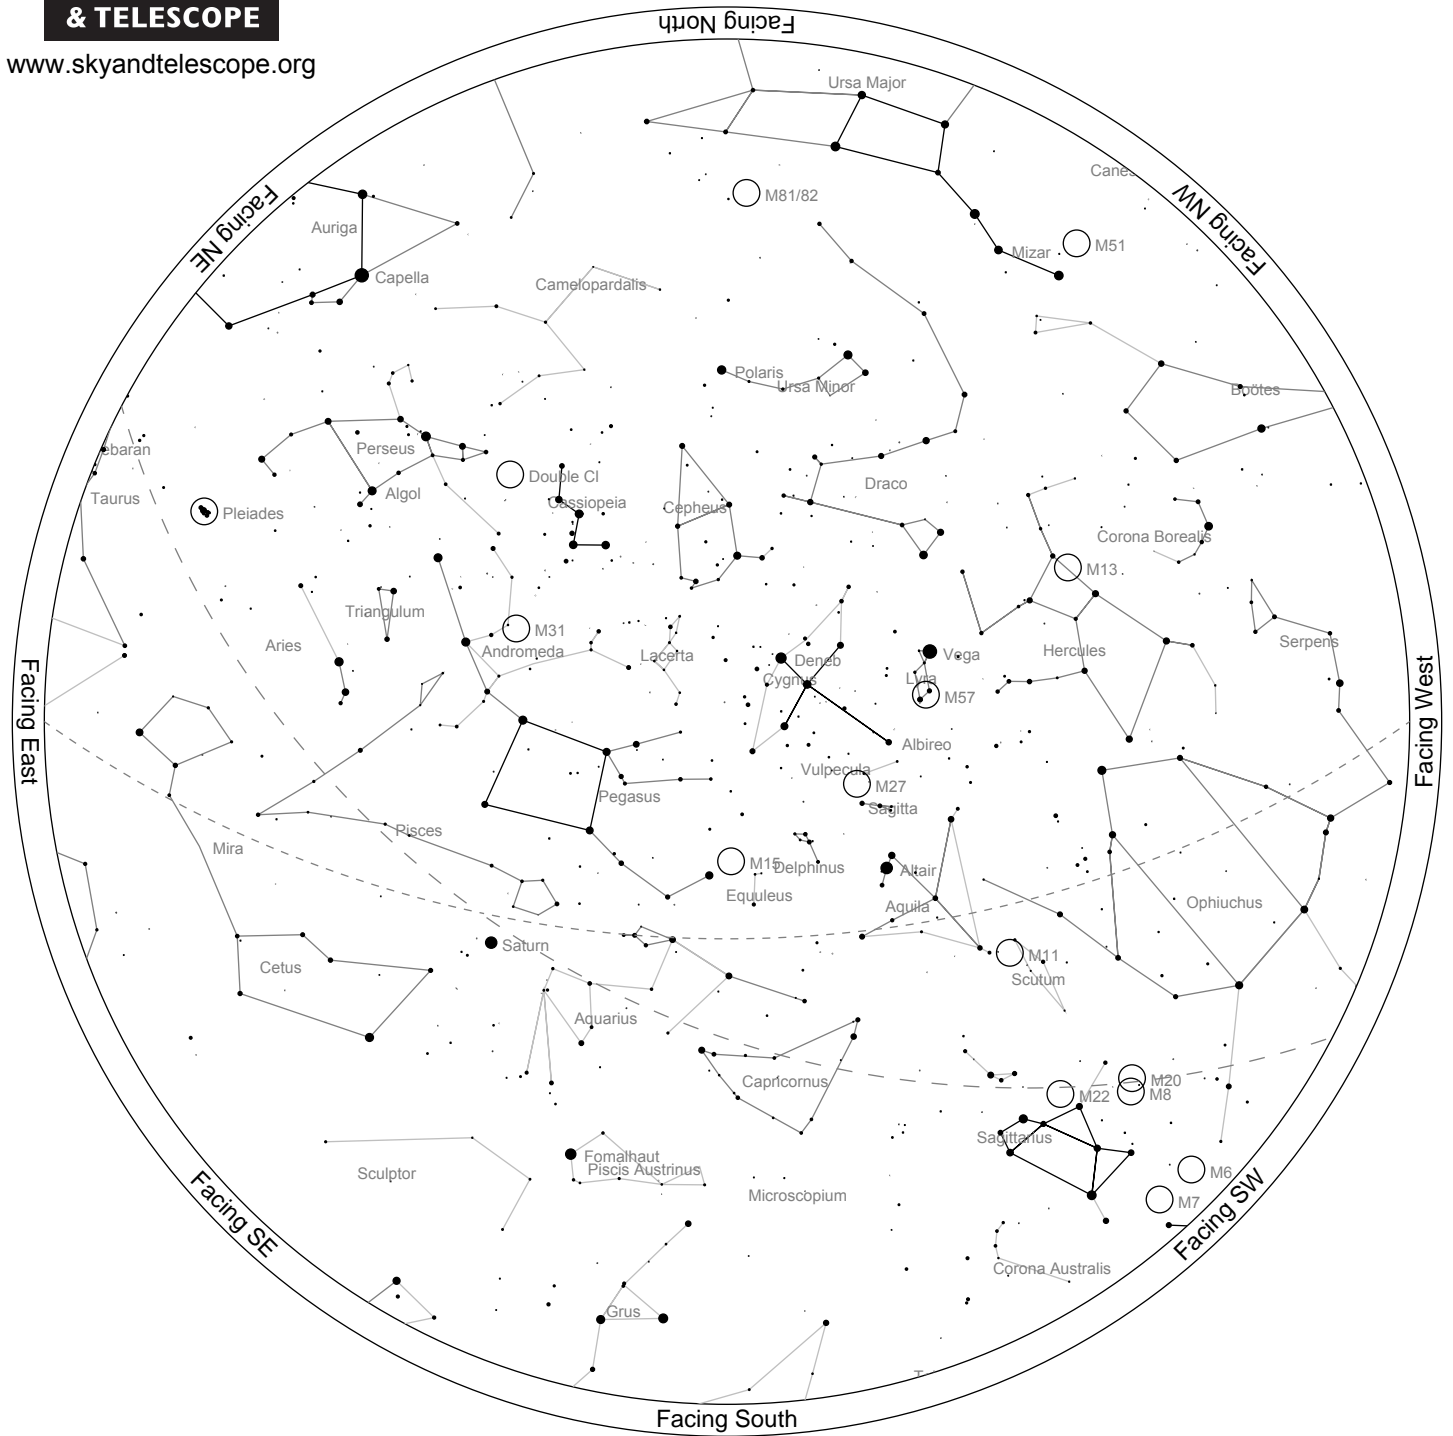 & TELESCOPE
www.skyandtelescope.org
Facing North
Ursa Major
Facing NW
Facing NE
M81/82
Auriga
M51
Mizar
Capella
Camelopardalis
Polaris
Ursa Minor
Boötes
Perseus
Double Cl
Draco
Algol
Taurus
Cassiopeia
Cepheus
Pleiades
Corona Borealis
M13
Triangulum
M31
Aries
Andromeda
Lacerta
Deneb
Vega
Hercules
Serpens
Cygnus
Lyra
M57
Facing East
Facing West
Albireo
Vulpecula
M27
Pegasus
Sagitta
Pisces
Mira
M15
Delphinus
Altair
Equuleus
Aquila
Ophiuchus
Saturn
M11
Cetus
Scutum
Aquarius
Capricornus
M20
M22
M8
Sagittarius
Fomalhaut
Piscis Austrinus
Sculptor
M6
Microscopium
M7
Facing SE
Facing SW
Corona Australis
Grus
Facing South